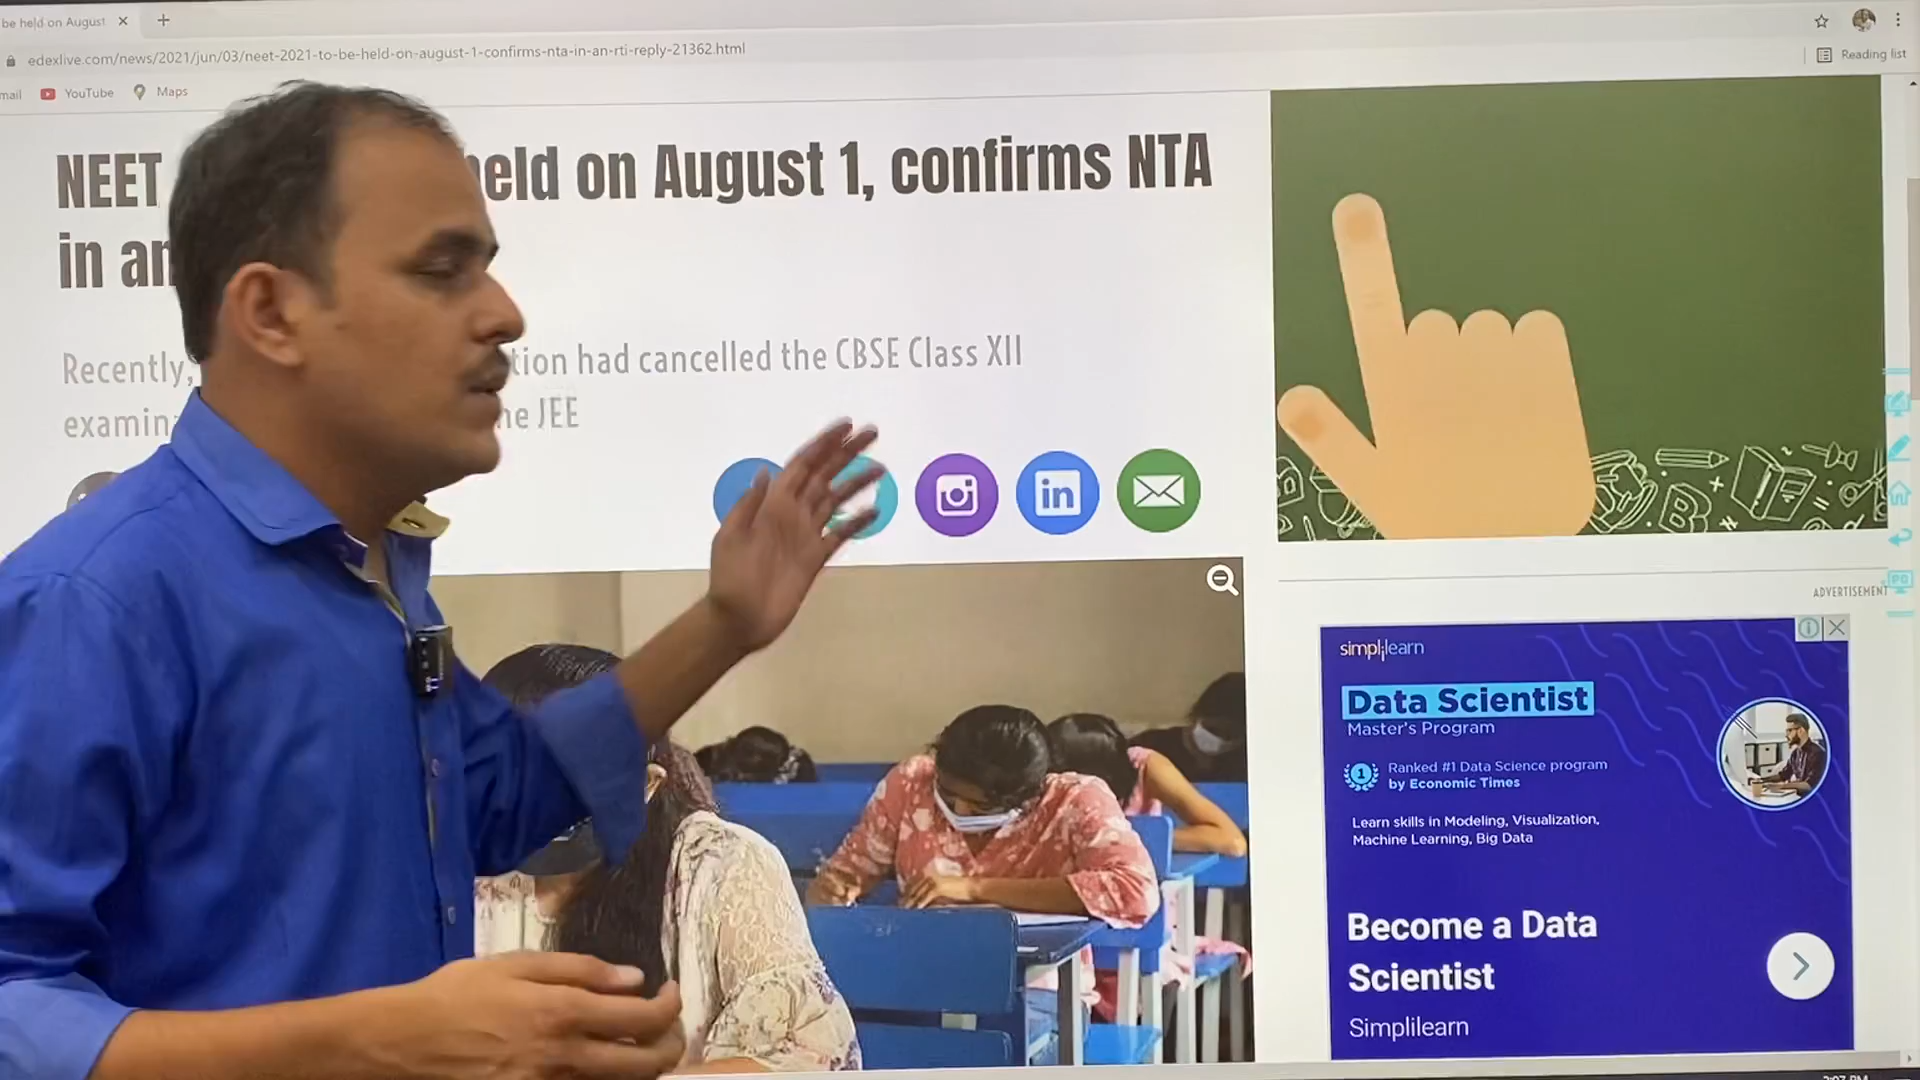 be held on August
edexlive.com/news/2021/jun/03/neet-2021-to-be-held-on-august-1-confirms-nta-in-an-rti-reply-21362.html
Reading list
mail YouTube Maps
NEET eld on August 1, confirms NTA
in an
Recently, tion had cancelled the CBSE Class XII
examin he JEE
in
ADVERTISEMENT
simplilearn
Data Scientist
Master's Program
1 Ranked #1 Data Science program
by Economic Times
Learn skills in Modeling, Visualization,
Machine Learning, Big Data
Become a Data
Scientist
Simplilearn